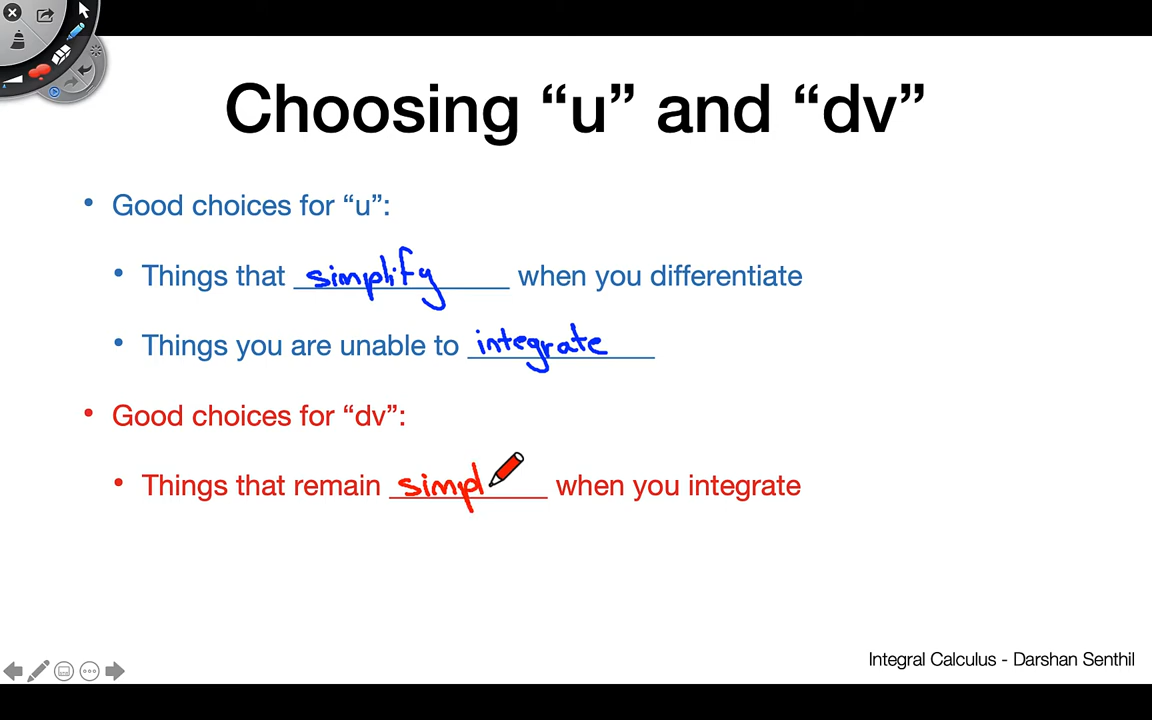 Choosing “u” and “dv”
• Good choices for “u”:
• Things that simplify when you differentiate
• Things you are unable to integrate
• Good choices for “dv”:
• Things that remain simpl when you integrate
Integral Calculus - Darshan Senthil